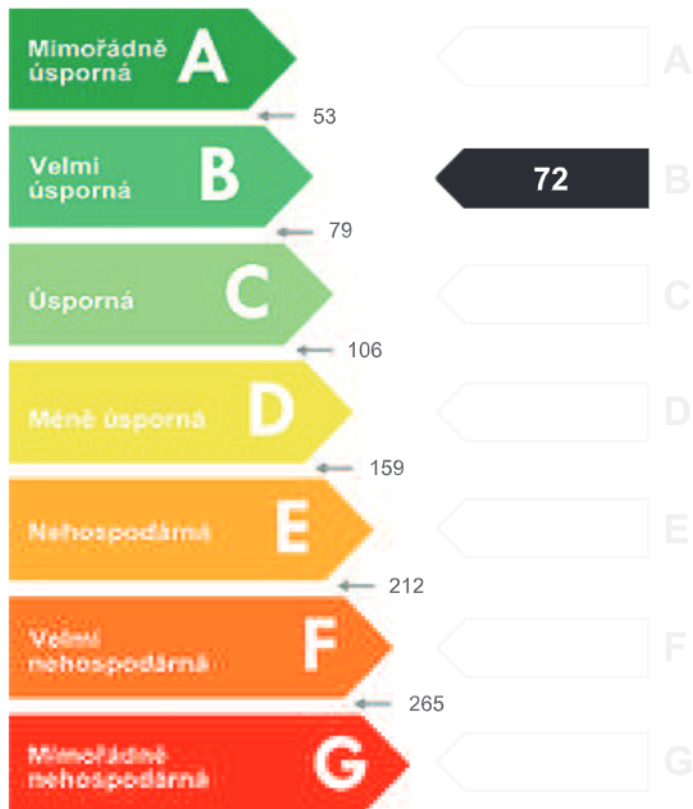 Mimořádně
úsporná
A
A
53
Velmi
úsporná
B
72
B
79
Úsporná
C
C
106
Méně úsporná
D
D
159
Nehospodárná
E
E
212
Velmi
nehospodárná
F
F
265
Mimořádně
nehospodárná
G
G